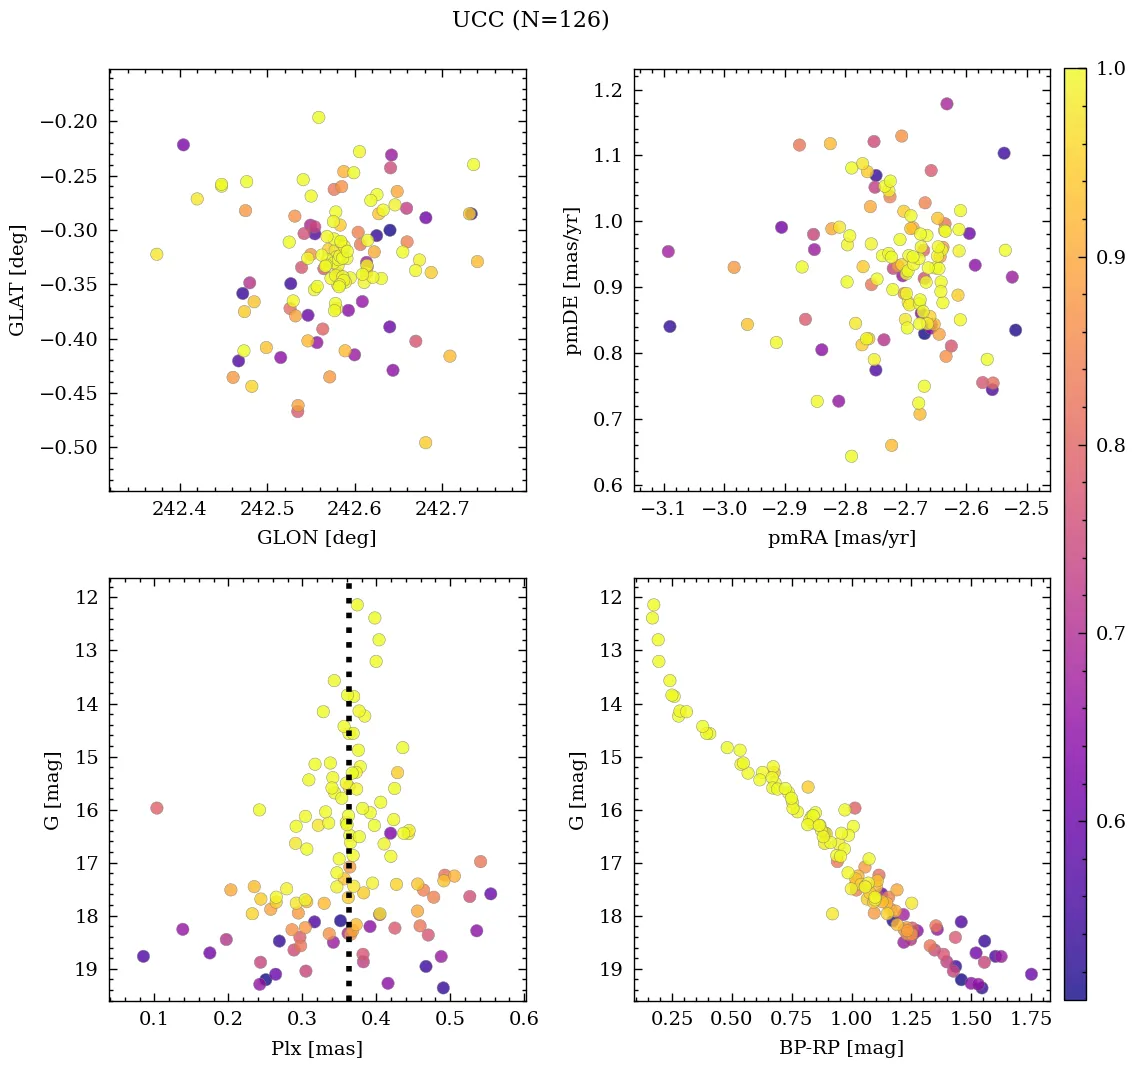 UCC (N=126)
−0.20
−0.25
−0.30
−0.35
−0.40
−0.45
−0.50
GLAT [deg]
242.4 242.5 242.6 242.7
GLON [deg]
1.2
1.1
1.0
0.9
0.8
0.7
0.6
pmDE [mas/yr]
−3.1 −3.0 −2.9 −2.8 −2.7 −2.6 −2.5
pmRA [mas/yr]
12
13
14
15
16
17
18
19
G [mag]
0.1 0.2 0.3 0.4 0.5 0.6
Plx [mas]
12
13
14
15
16
17
18
19
G [mag]
0.25 0.50 0.75 1.00 1.25 1.50 1.75
BP-RP [mag]
1.0
0.9
0.8
0.7
0.6